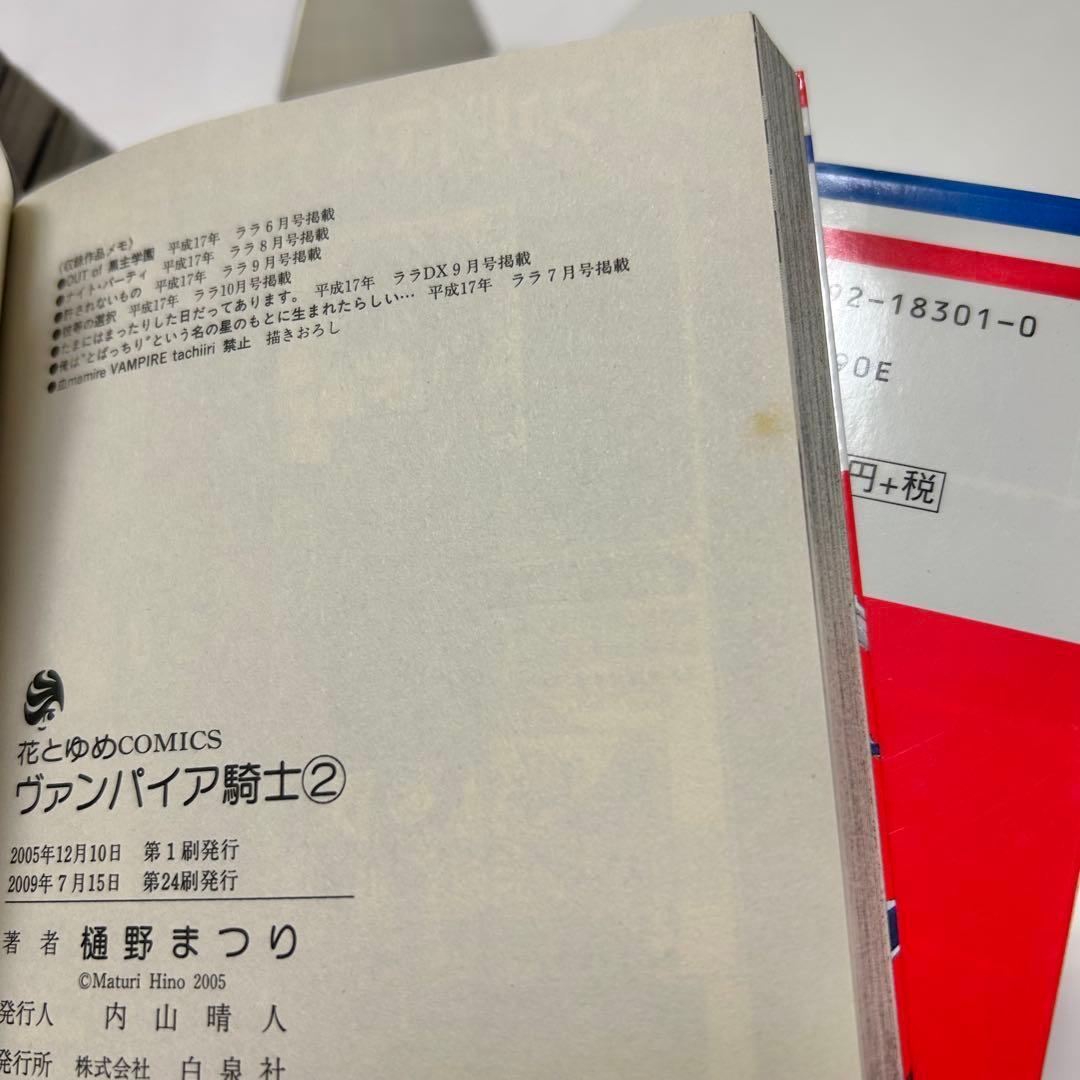 〈収録作品メモ〉
●OUT of 黒主学園 平成17年 ララ6月号掲載
●ナイト・パーティ 平成17年 ララ8月号掲載
●許されないもの 平成17年 ララ9月号掲載
●彼等の選択 平成17年 ララ10月号掲載
●たまにはまったりした日だってあります。 平成17年 ララDX9月号掲載
●俺は“とばっちり”という名の星のもとに生まれたらしい… 平成17年 ララ7月号掲載
●血mamire VAMPIRE tachiiri 禁止 描きおろし
花とゆめCOMICS
ヴァンパイア騎士②
2005年12月10日 第1刷発行
2009年7月15日 第24刷発行
著者 樋野まつり
©Maturi Hino 2005
発行人 内山晴人
発行所 株式会社 白泉社
92-18301-0
90E
円+税